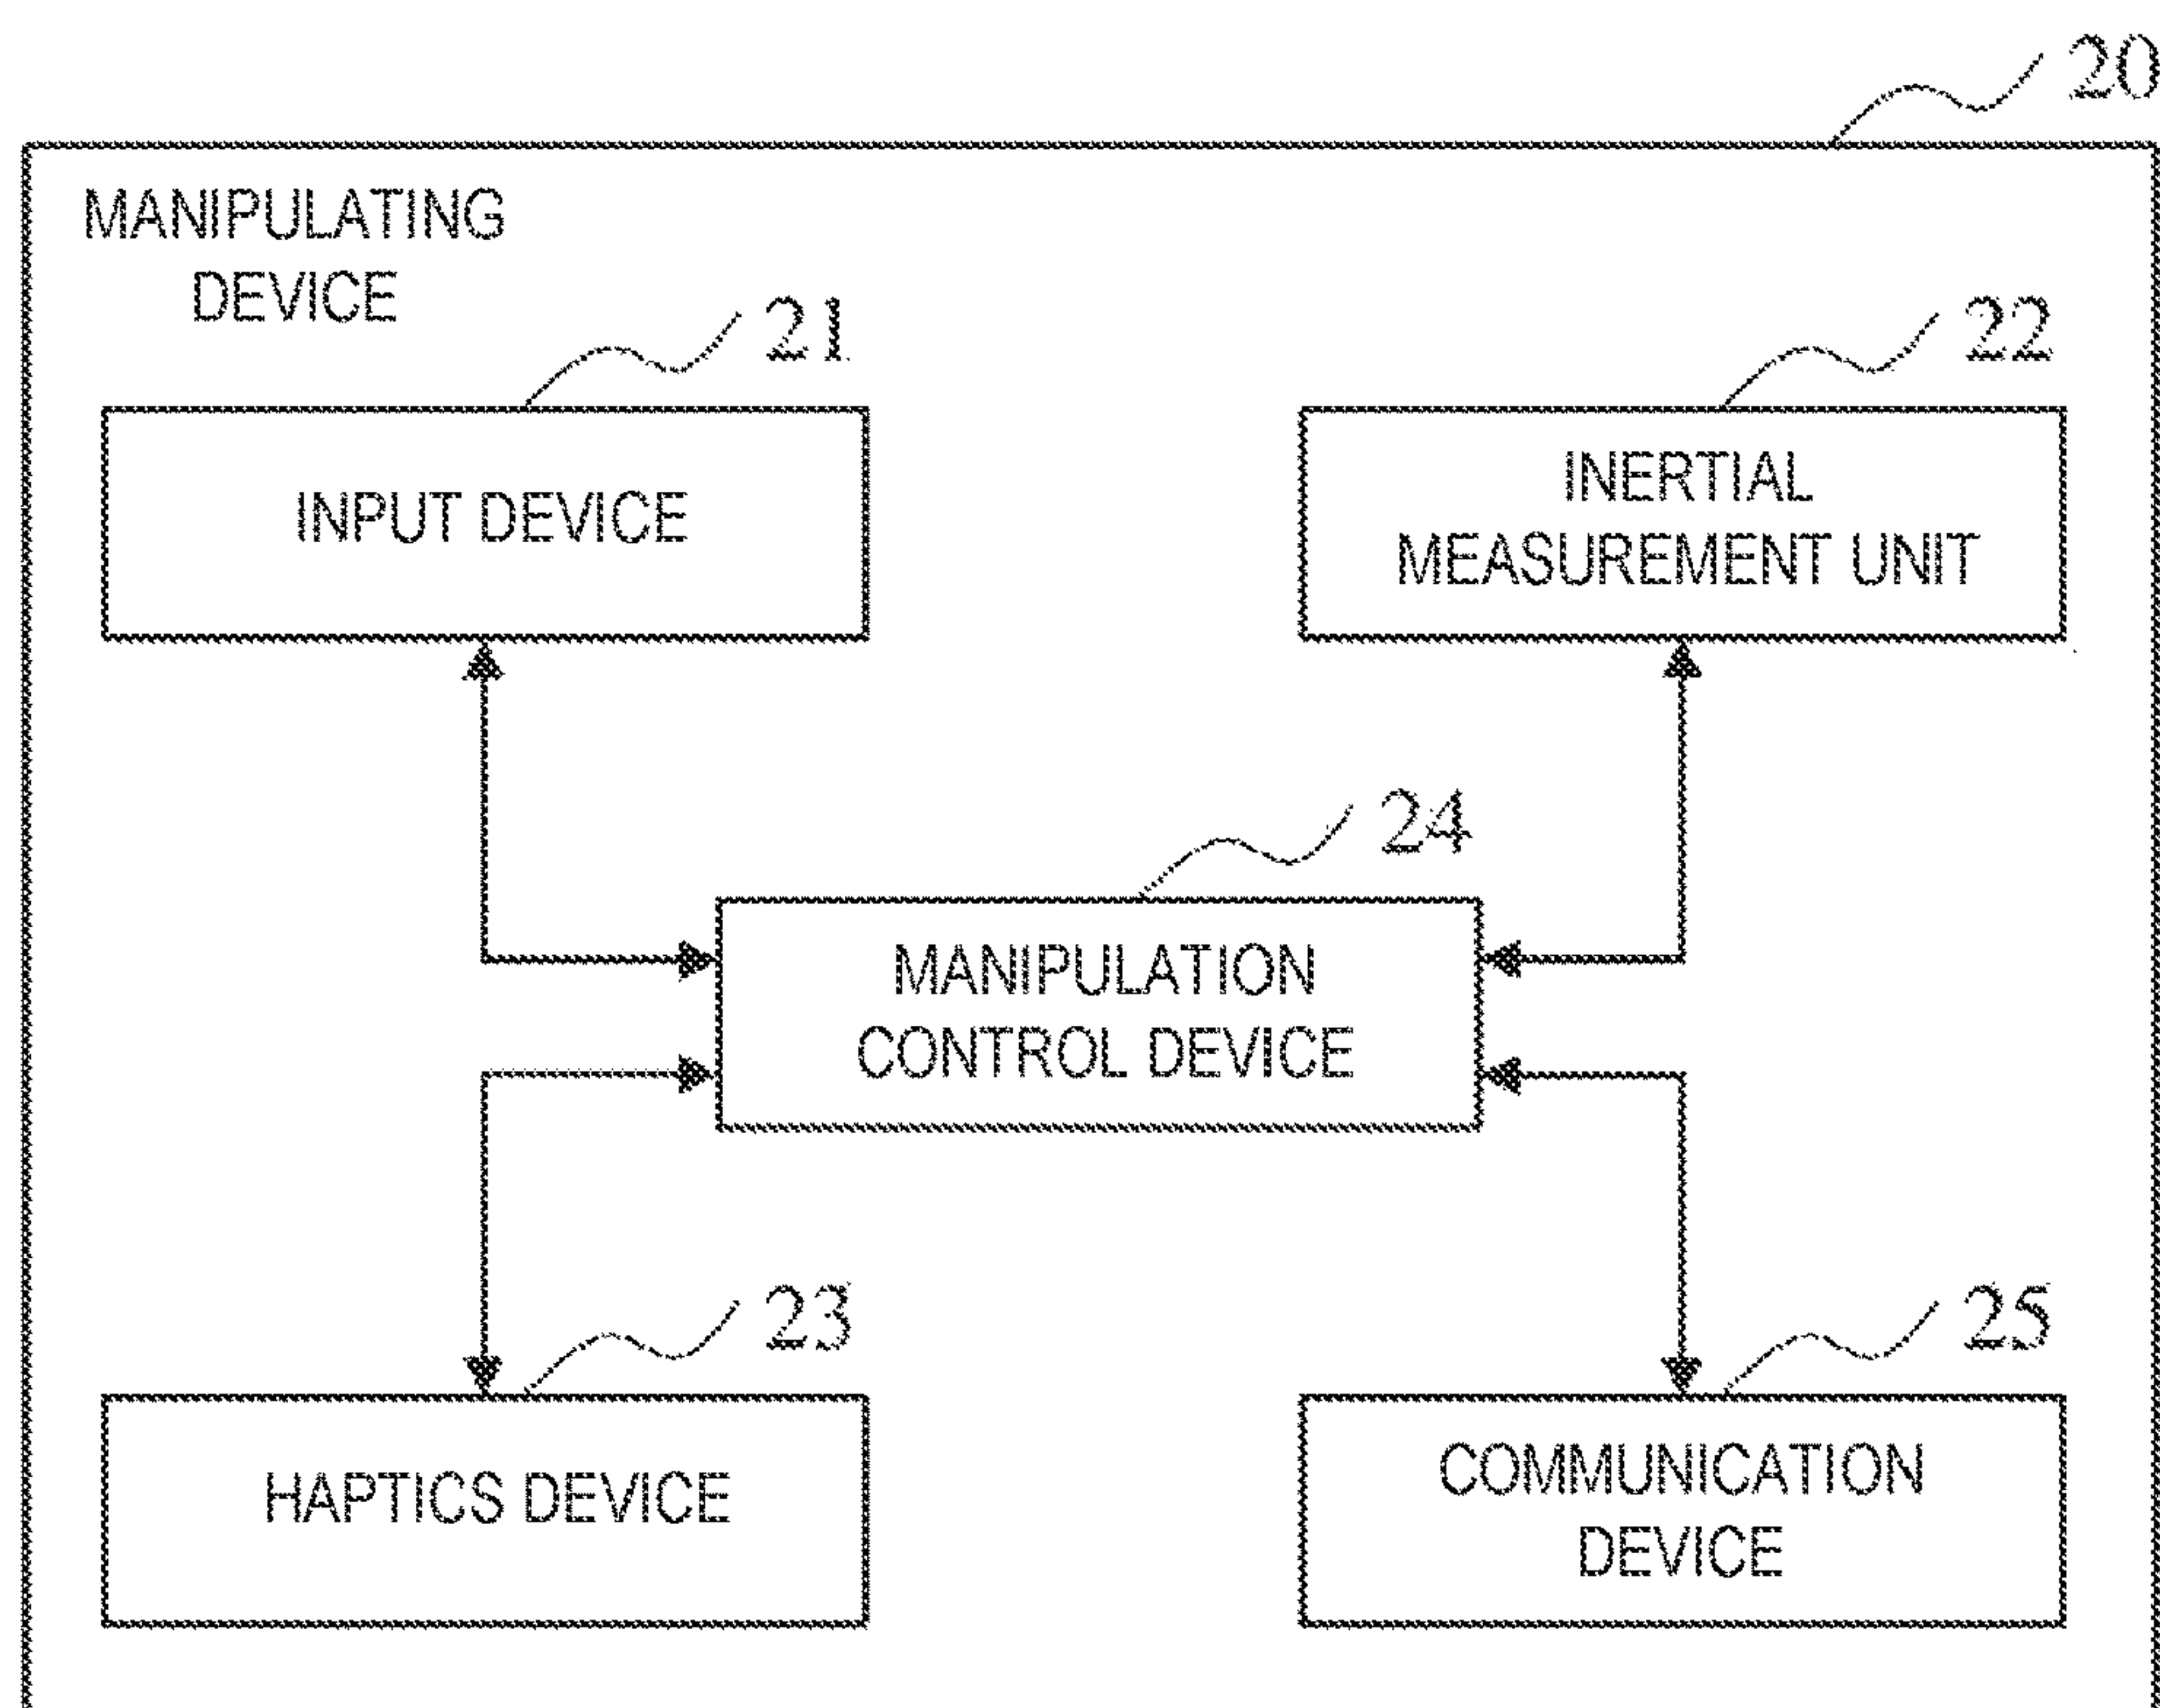 20
MANIPULATING
DEVICE
21
22
INPUT DEVICE
INERTIAL
MEASUREMENT UNIT
24
MANIPULATION
CONTROL DEVICE
23
25
HAPTICS DEVICE
COMMUNICATION
DEVICE